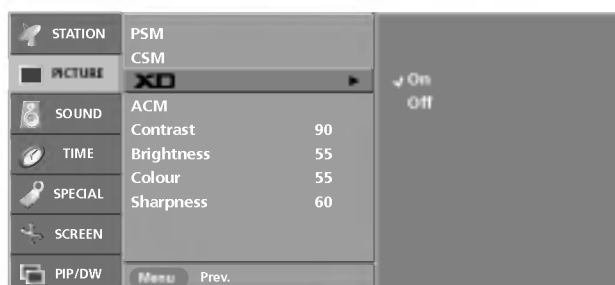 STATION
PICTURE
SOUND
TIME
SPECIAL
SCREEN
PIP/DW
PSM
CSM
XD
ACM
Contrast 90
Brightness 55
Colour 55
Sharpness 60
Menu Prev.
On
Off